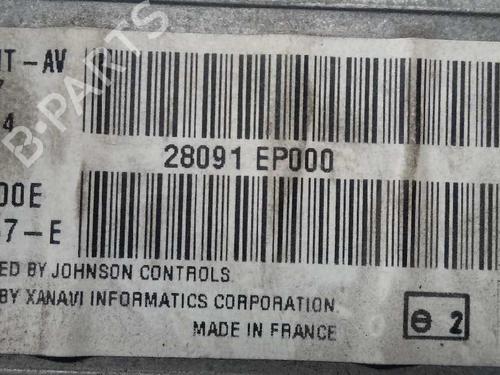 B-PARTS
IT-AV
4
28091 EP000
00E
7-E
ED BY JOHNSON CONTROLS
BY XANAVI INFORMATICS CORPORATION
MADE IN FRANCE
2